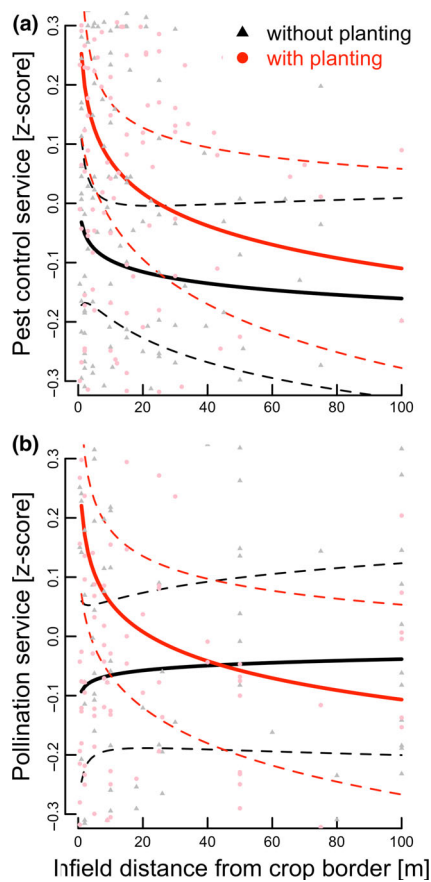 (a)
▲ without planting
● with planting
Pest control service [z-score]
0.3
0.2
0.1
0.0
−0.1
−0.2
−0.3
0 20 40 60 80 100
(b)
Pollination service [z-score]
0.3
0.2
0.1
0.0
−0.1
−0.2
−0.3
0 20 40 60 80 100
Infield distance from crop border [m]